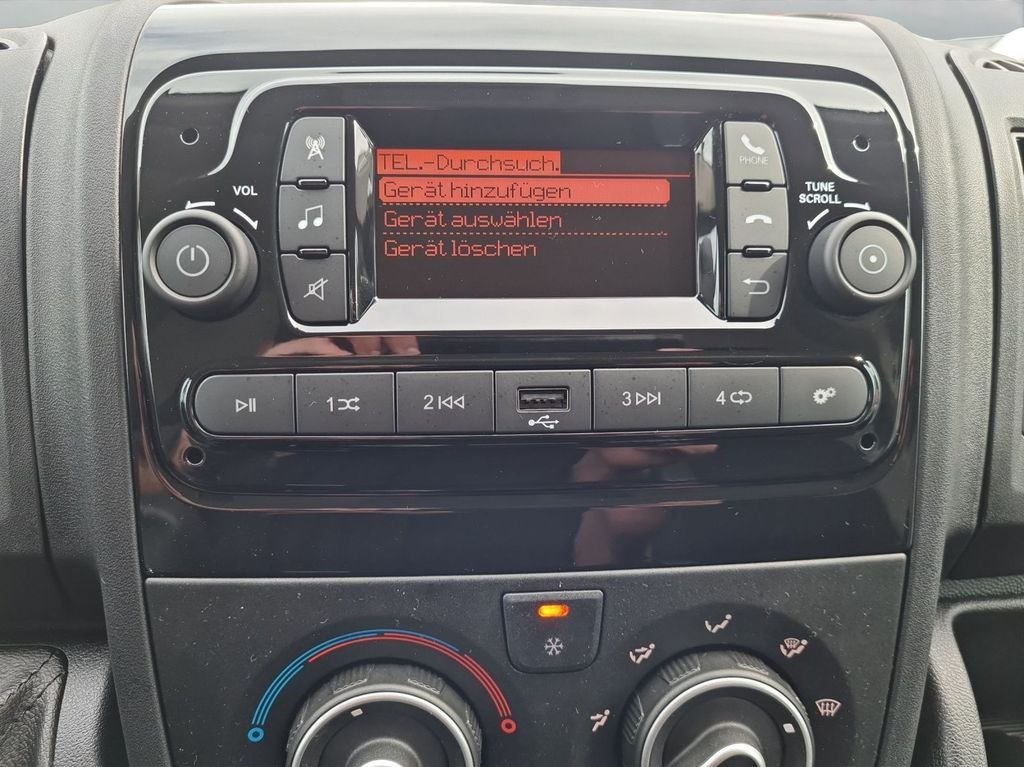 TEL.-Durchsuch.
Gerät hinzufügen
Gerät auswählen
Gerät löschen
VOL
PHONE
TUNE
SCROLL
1
2
3
4